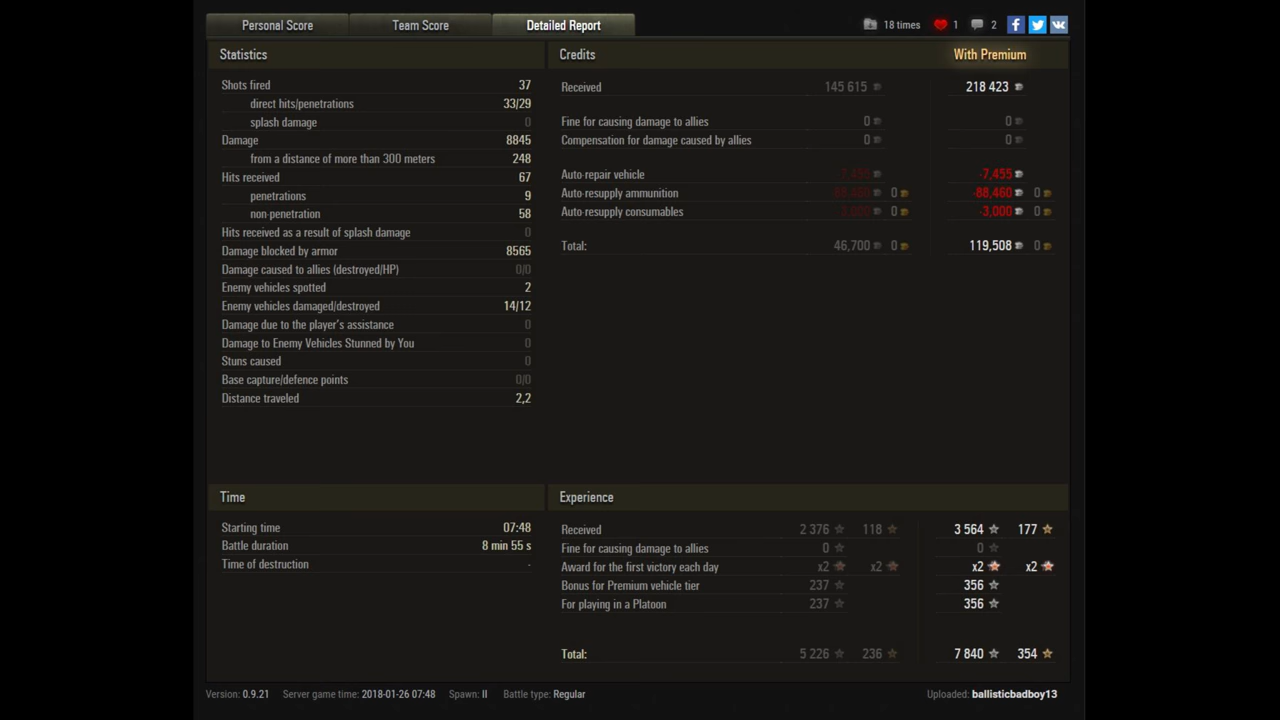 Personal Score Team Score Detailed Report 18 times 1 2
Statistics
Shots fired 37
direct hits/penetrations 33/29
splash damage 0
Damage 8845
from a distance of more than 300 meters 248
Hits received 67
penetrations 9
non-penetration 58
Hits received as a result of splash damage 0
Damage blocked by armor 8565
Damage caused to allies (destroyed/HP) 0/0
Enemy vehicles spotted 2
Enemy vehicles damaged/destroyed 14/12
Damage due to the player's assistance 0
Damage to Enemy Vehicles Stunned by You 0
Stuns caused 0
Base capture/defence points 0/0
Distance traveled 2,2
Credits With Premium
Received 145 615 218 423
Fine for causing damage to allies 0 0
Compensation for damage caused by allies 0 0
Auto repair vehicle -7,455 -7,455
Auto resupply ammunition -88,460 0 -88,460 0
Auto resupply consumables -3,000 0 -3,000 0
Total: 46,700 0 119,508 0
Time
Starting time 07:48
Battle duration 8 min 55 s
Time of destruction -
Experience
Received 2 376 118 3 564 177
Fine for causing damage to allies 0 0
Award for the first victory each day x2 x2 x2 x2
Bonus for Premium vehicle tier 237 356
For playing in a Platoon 237 356
Total: 5 226 236 7 840 354
Version: 0.9.21 Server game time: 2018-01-26 07:48 Spawn: II Battle type: Regular Uploaded: ballisticbadboy13